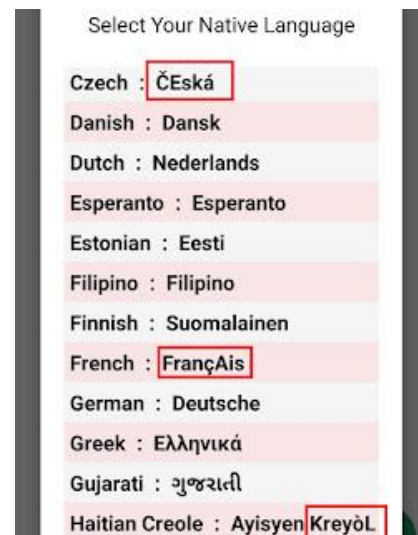 Select Your Native Language
Czech : ČEská
Danish : Dansk
Dutch : Nederlands
Esperanto : Esperanto
Estonian : Eesti
Filipino : Filipino
Finnish : Suomalainen
French : FrançAis
German : Deutsche
Greek : Ελληνικά
Gujarati : ગુજરાતી
Haitian Creole : Ayisyen KreyòL